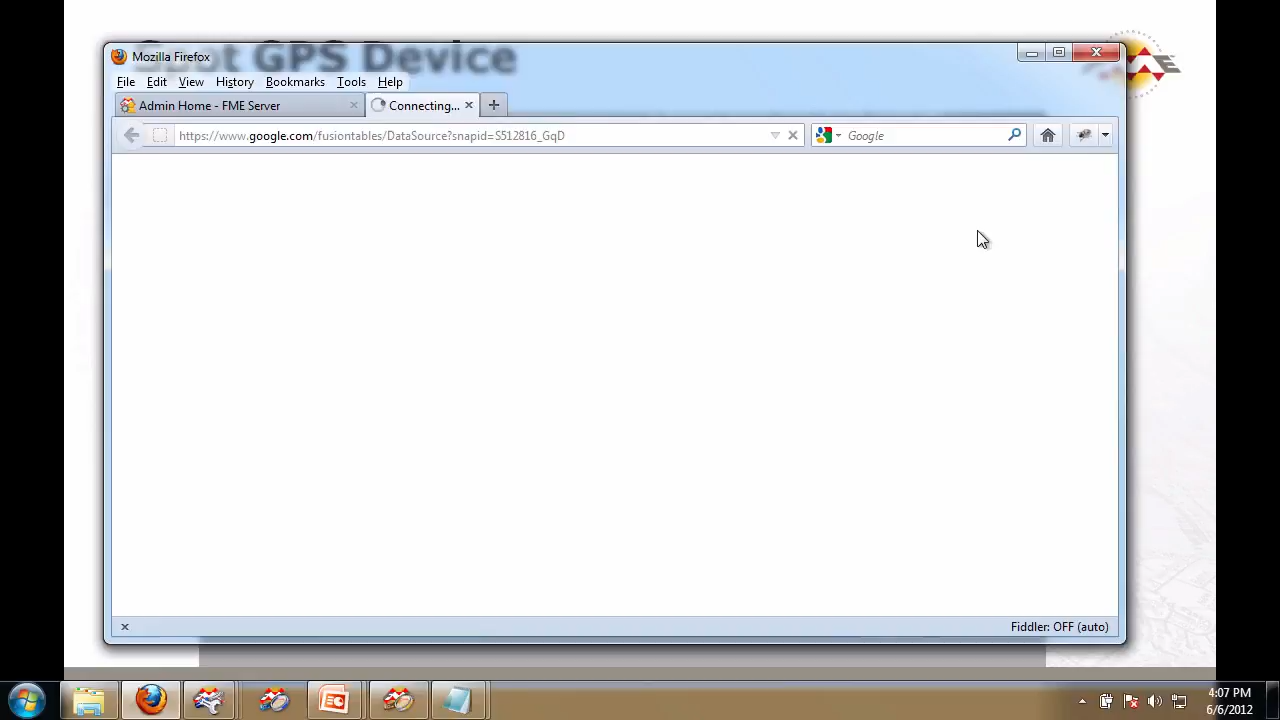 GPS Device
Mozilla Firefox
File Edit View History Bookmarks Tools Help
Admin Home - FME Server
Connecting...
https://www.google.com/fusiontables/DataSource?snapid=S512816_GqD
Google
Fiddler: OFF (auto)
4:07 PM
6/6/2012